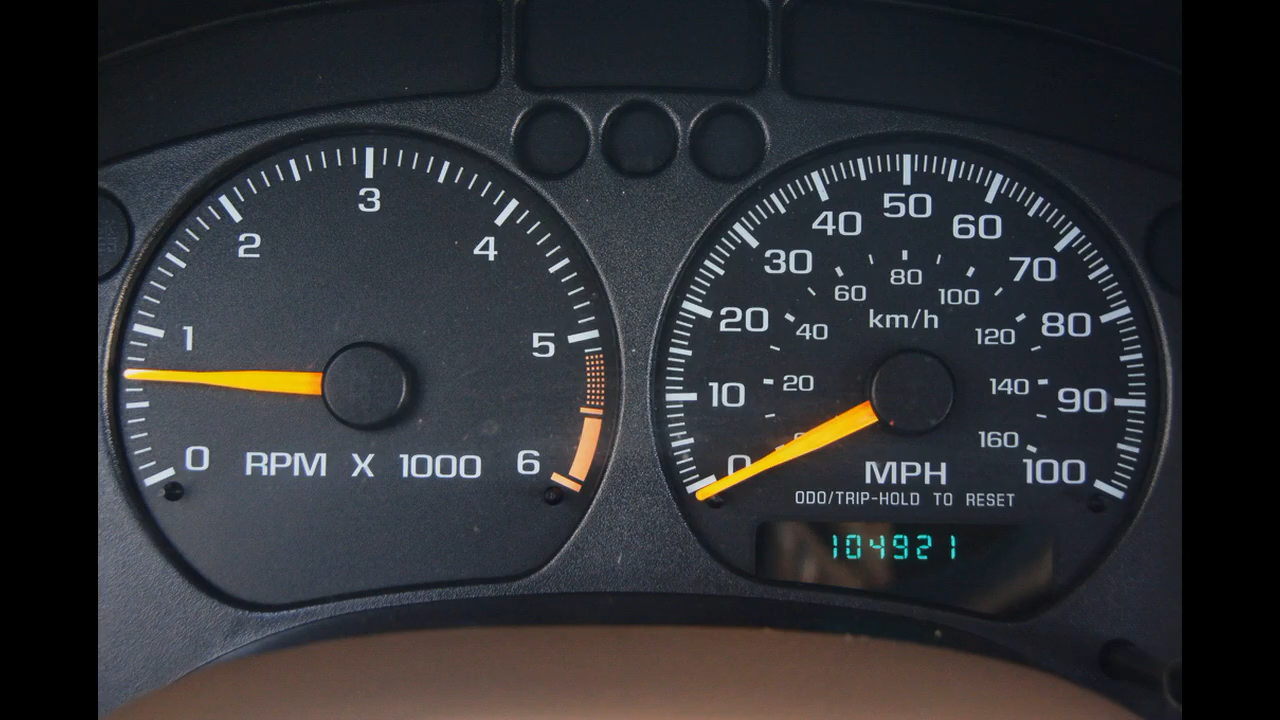 0 1 2 3 4 5 6
RPM X 1000
0 10 20 30 40 50 60 70 80 90 100
20 40 60 80 100 120 140 160
km/h
MPH
ODO/TRIP-HOLD TO RESET
104921